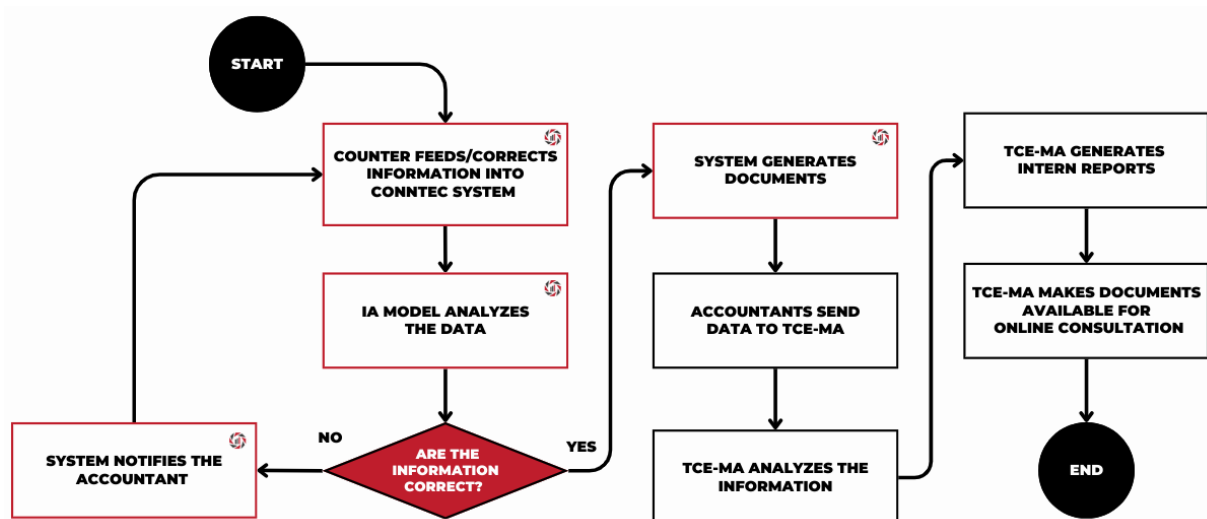 START
COUNTER FEEDS/CORRECTS
INFORMATION INTO
CONNTEC SYSTEM
IA MODEL ANALYZES
THE DATA
ARE THE
INFORMATION
CORRECT?
NO
SYSTEM NOTIFIES THE
ACCOUNTANT
YES
SYSTEM GENERATES
DOCUMENTS
ACCOUNTANTS SEND
DATA TO TCE-MA
TCE-MA ANALYZES THE
INFORMATION
TCE-MA GENERATES
INTERN REPORTS
TCE-MA MAKES DOCUMENTS
AVAILABLE FOR
ONLINE CONSULTATION
END